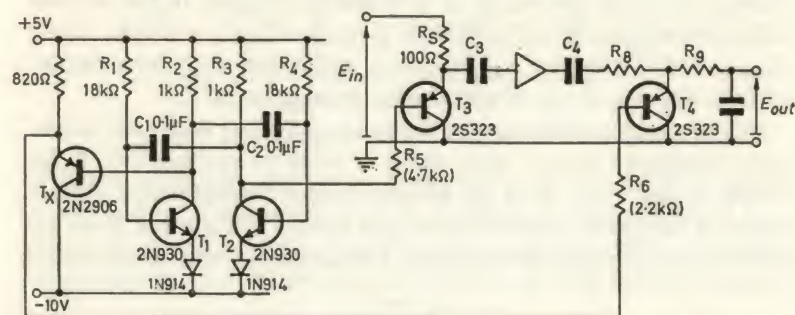 +5V
820Ω
R1
18kΩ
R2
1kΩ
R3
1kΩ
R4
18kΩ
C1 0·1μF
C2 0·1μF
TX
2N2906
T1
2N930
T2
2N930
1N914
1N914
-10V
Ein
RS
100Ω
C3
C4
R8
R9
T3
2S323
T4
2S323
Eout
R5
(4·7kΩ)
R6
(2·2kΩ)